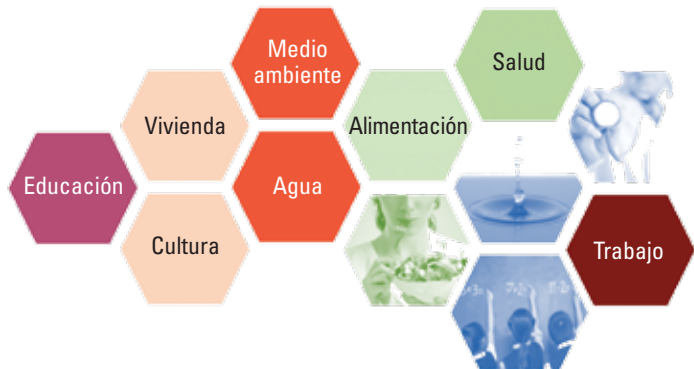 Medio
ambiente
Salud
Vivienda
Alimentación
Educación
Agua
Cultura
Trabajo